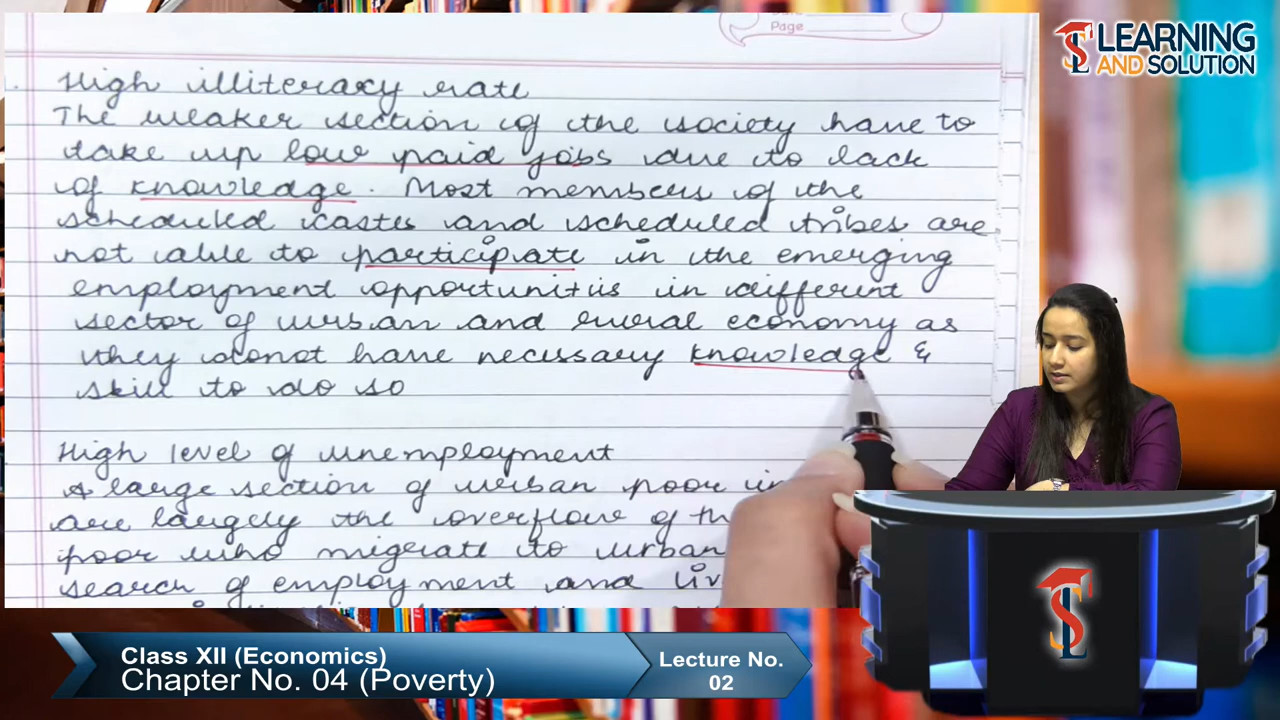 Page
LEARNING
AND SOLUTION
High illiteracy rate
The weaker section of the society have to
take up low paid jobs due to lack
of knowledge. Most members of the
scheduled castes and scheduled tribes are
not able to participate in the emerging
employment opportunities in different
sector of urban and rural economy as
they donot have necessary knowledge &
skill to do so
High level of unemployment
A large section of urban poor in
are largely the overflow of th
poor who migrate to urban
search of employment and liv
Class XII (Economics)
Chapter No. 04 (Poverty)
Lecture No.
02